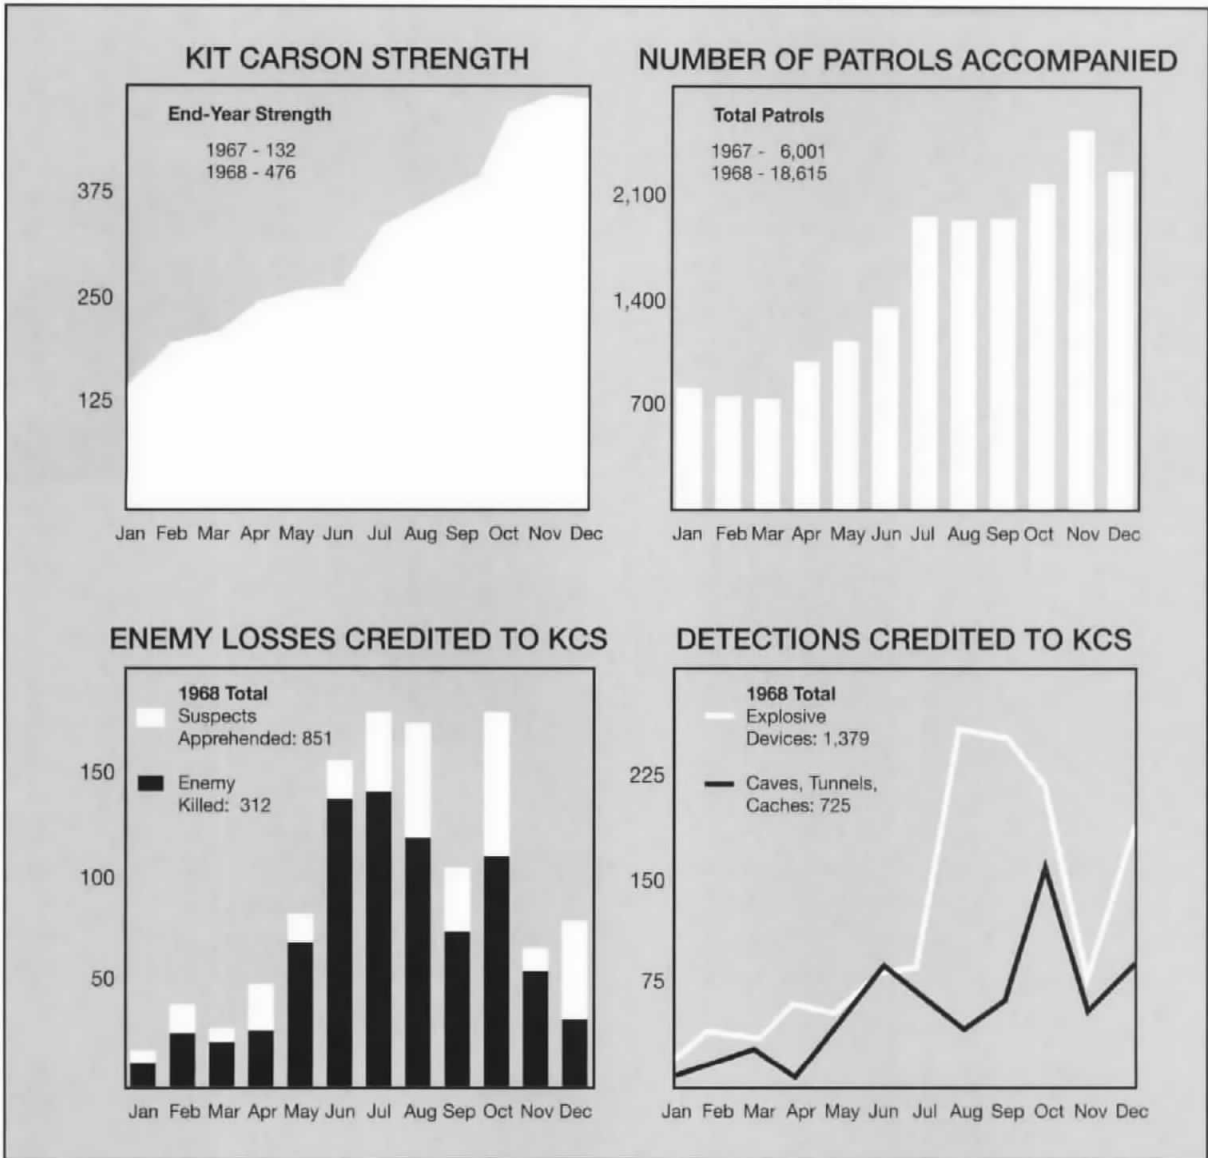 KIT CARSON STRENGTH
End-Year Strength
1967 - 132
1968 - 476
375
250
125
Jan Feb Mar Apr May Jun Jul Aug Sep Oct Nov Dec
NUMBER OF PATROLS ACCOMPANIED
Total Patrols
1967 - 6,001
1968 - 18,615
2,100
1,400
700
Jan Feb Mar Apr May Jun Jul Aug Sep Oct Nov Dec
ENEMY LOSSES CREDITED TO KCS
1968 Total
Suspects
Apprehended: 851
Enemy
Killed: 312
150
100
50
Jan Feb Mar Apr May Jun Jul Aug Sep Oct Nov Dec
DETECTIONS CREDITED TO KCS
1968 Total
Explosive
Devices: 1,379
Caves, Tunnels,
Caches: 725
225
150
75
Jan Feb Mar Apr May Jun Jul Aug Sep Oct Nov Dec